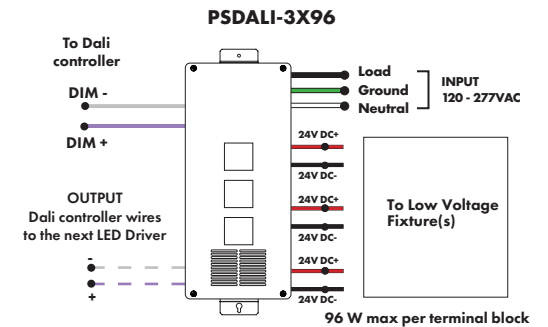 PSDALI-3X96
To Dali
controller
DIM -
DIM +
OUTPUT
Dali controller wires
to the next LED Driver
-
+
Load
Ground
Neutral
INPUT
120 - 277VAC
24V DC+
24V DC-
24V DC+
24V DC-
24V DC+
24V DC-
To Low Voltage
Fixture(s)
96 W max per terminal block